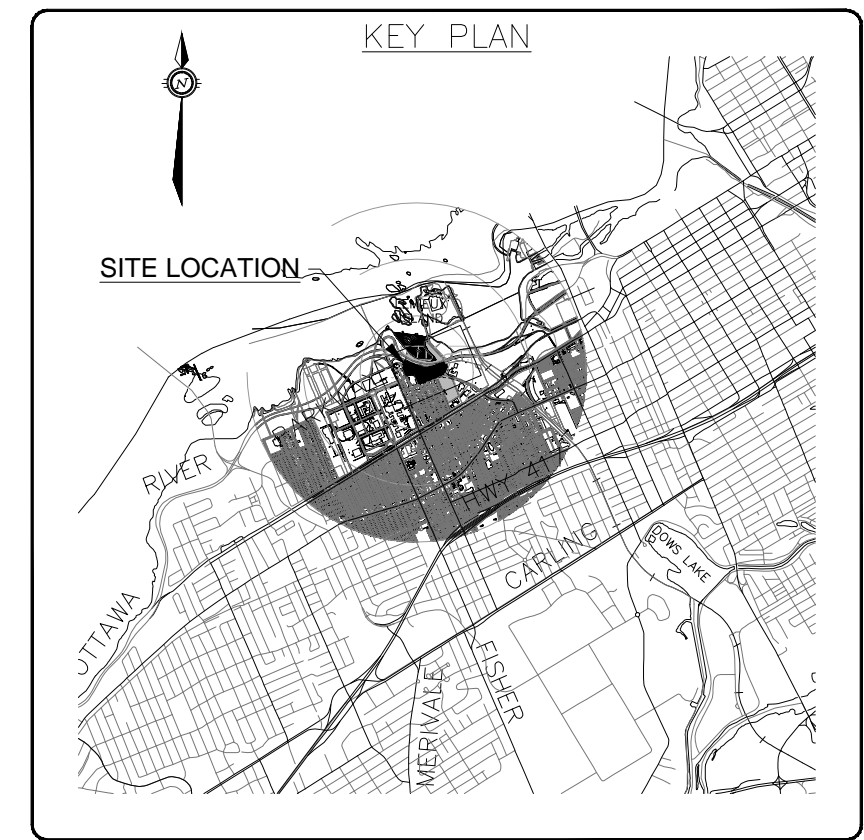 KEY PLAN
N
SITE LOCATION
RIVER
HWY 417
CARLING
DOWS LAKE
OTTAWA
FISHER
MERIVALE